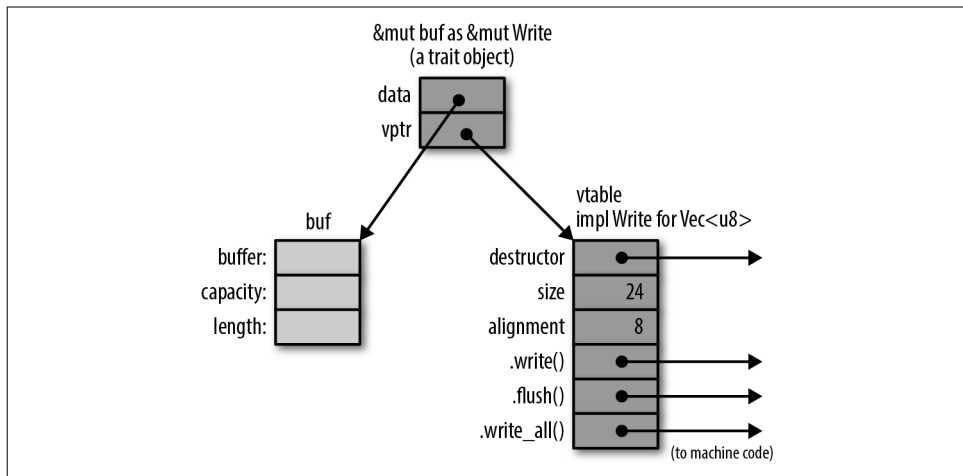 &mut buf as &mut Write
(a trait object)
data
vptr
buf
buffer:
capacity:
length:
vtable
impl Write for Vec<u8>
destructor
size 24
alignment 8
.write()
.flush()
.write_all()
(to machine code)